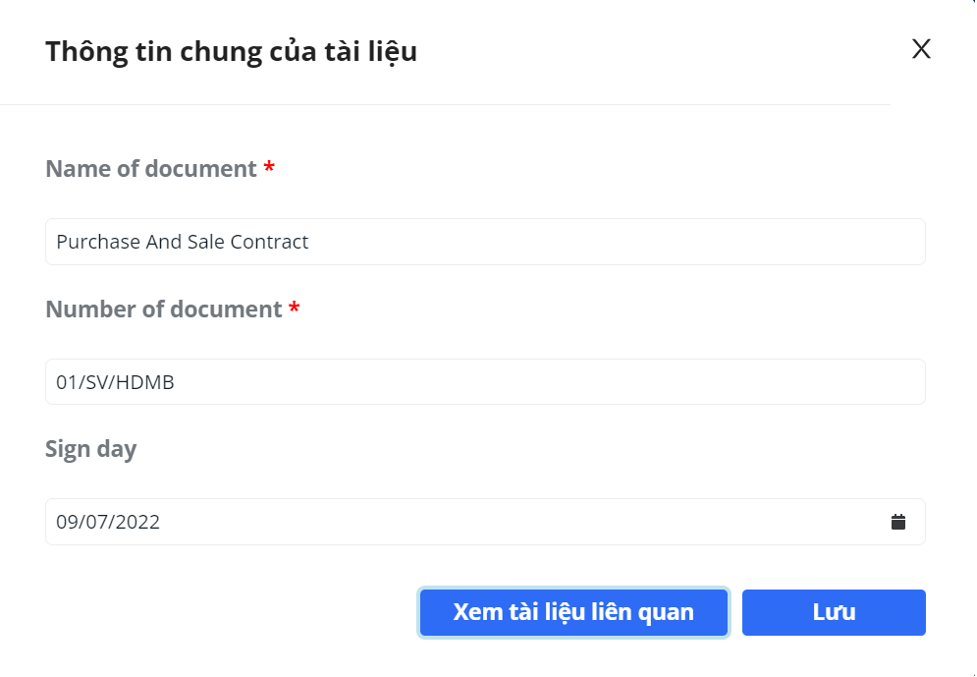 Thông tin chung của tài liệu
X
Name of document *
Purchase And Sale Contract
Number of document *
01/SV/HDMB
Sign day
09/07/2022
Xem tài liệu liên quan
Lưu